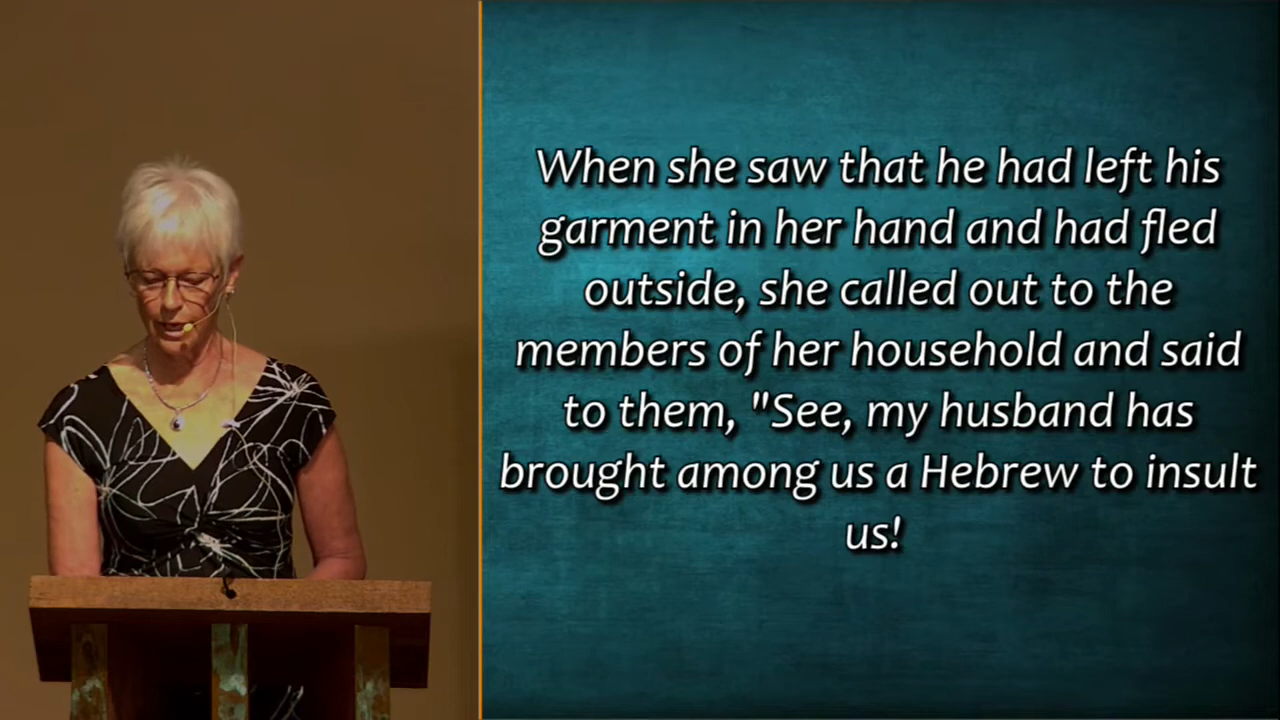 When she saw that he had left his
garment in her hand and had fled
outside, she called out to the
members of her household and said
to them, "See, my husband has
brought among us a Hebrew to insult
us!